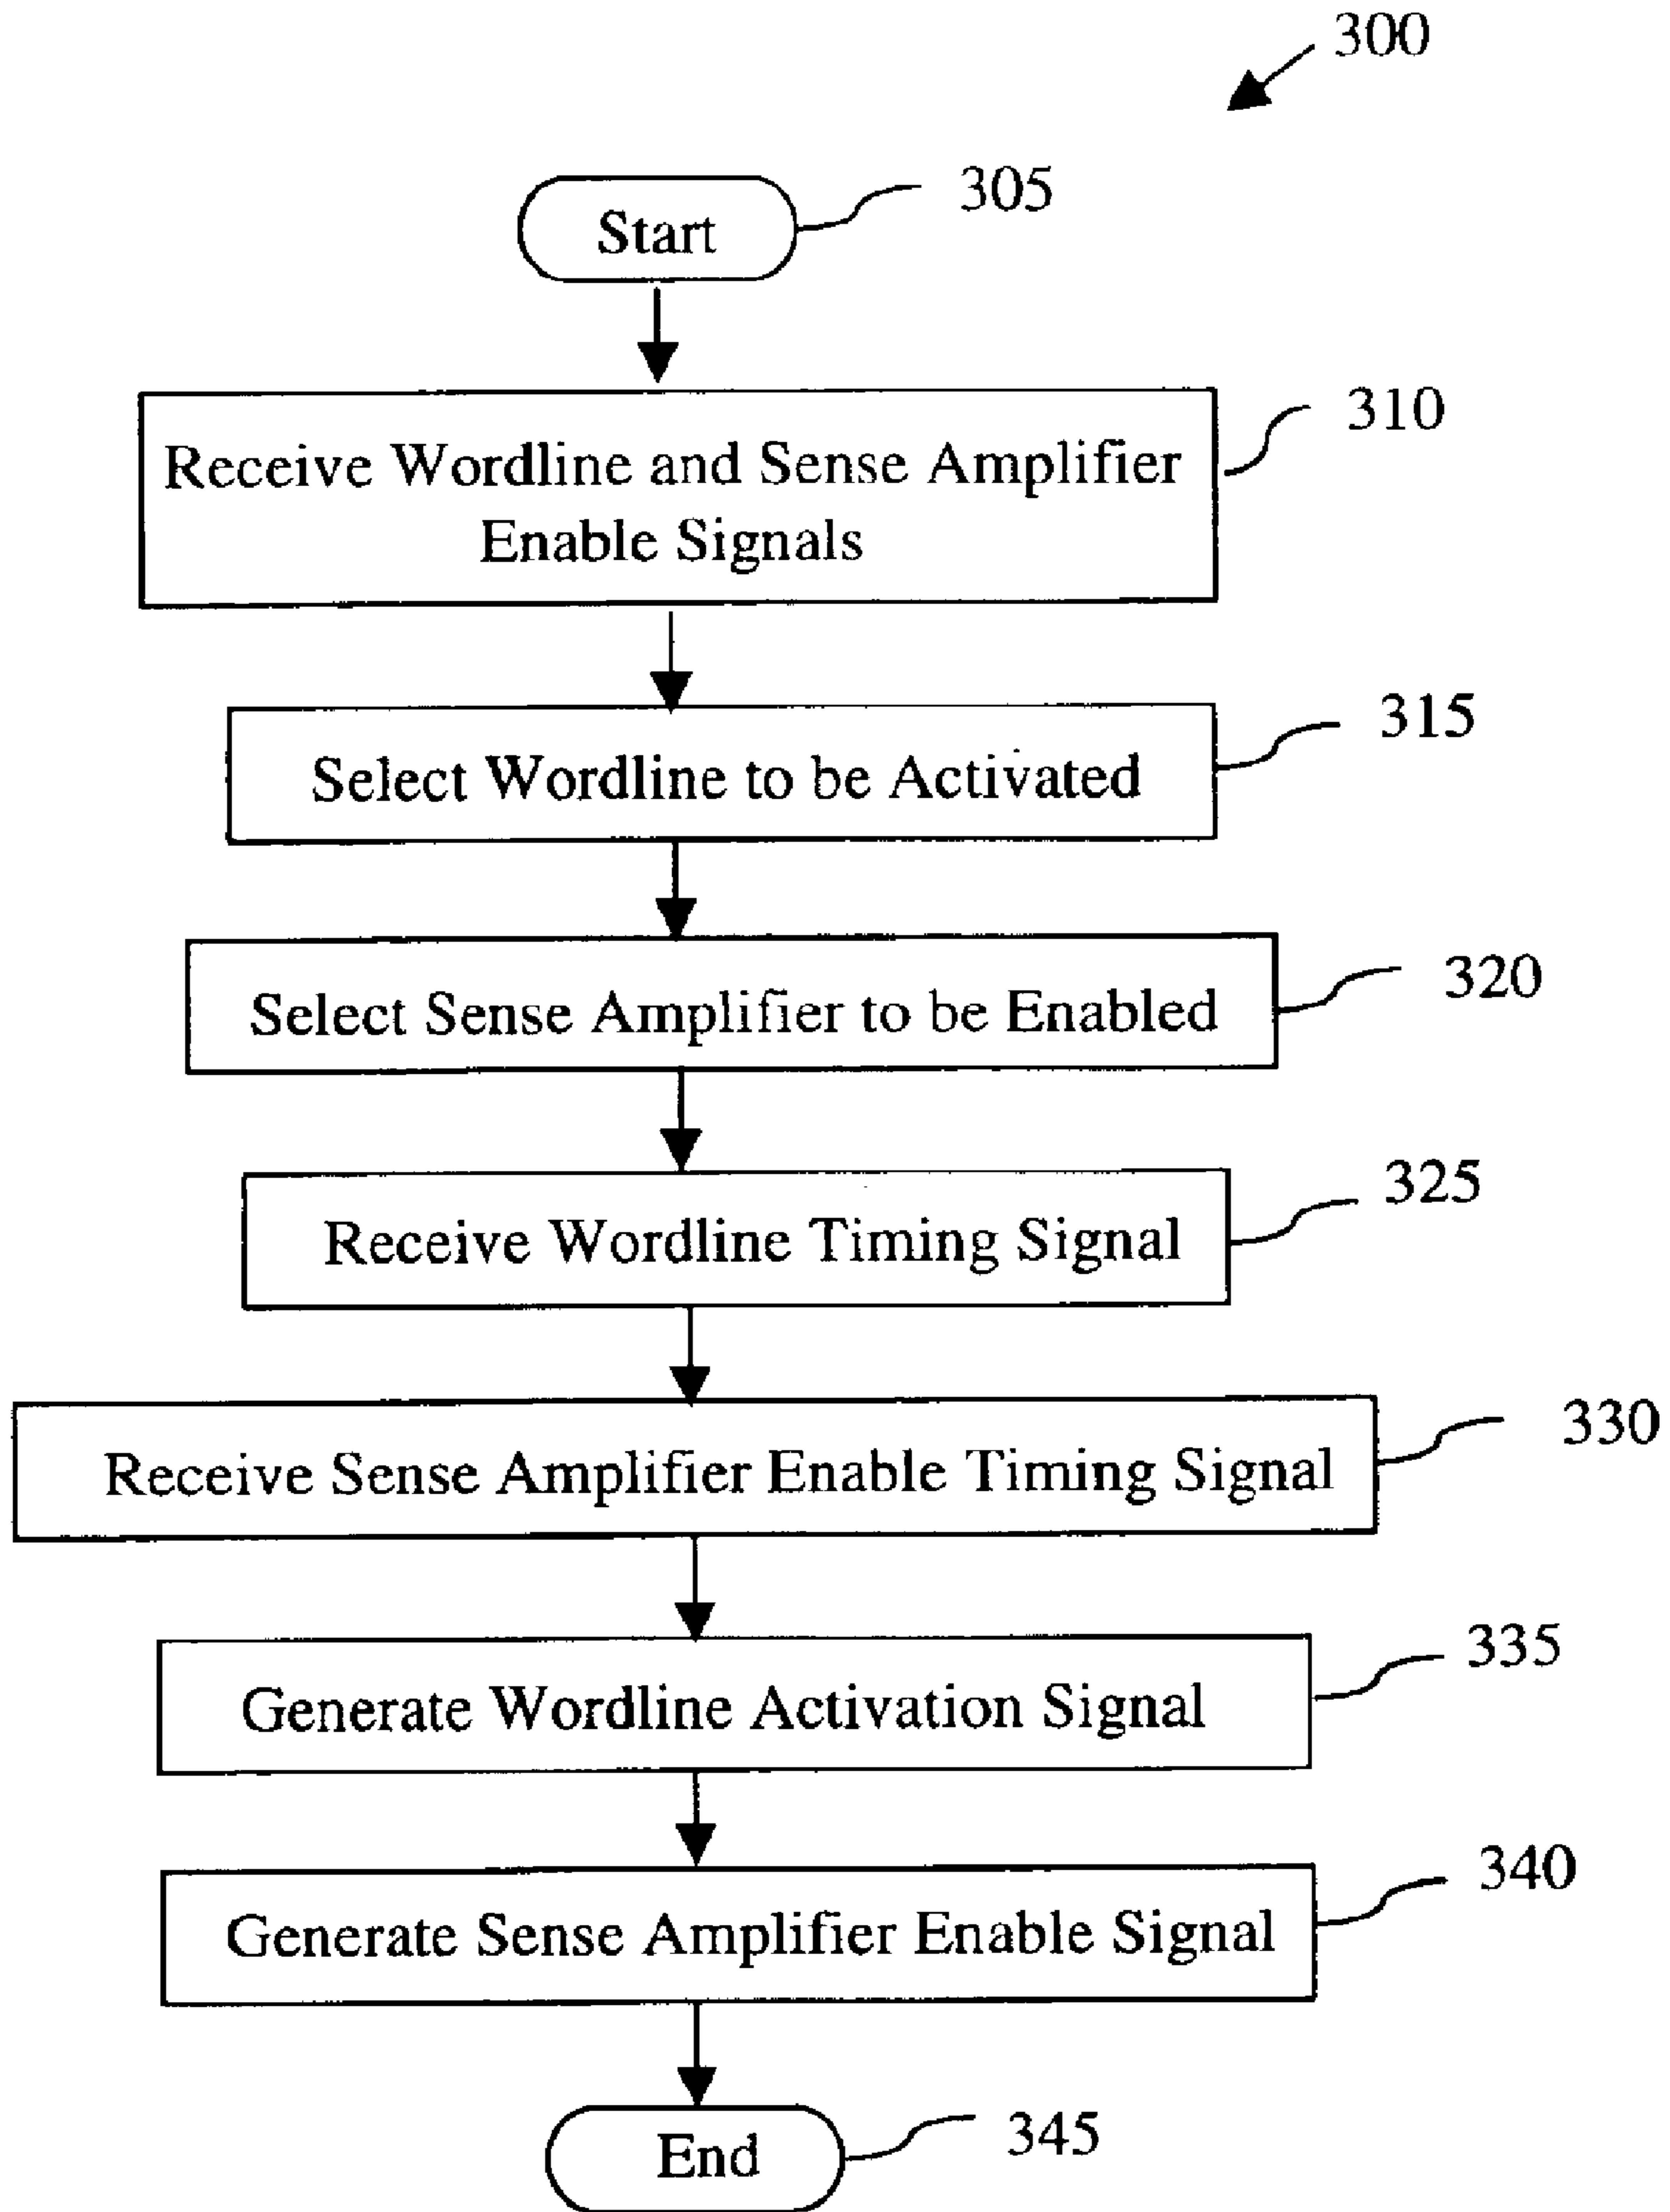 300
Start
305
Receive Wordline and Sense Amplifier
Enable Signals
310
Select Wordline to be Activated
315
Select Sense Amplifier to be Enabled
320
Receive Wordline Timing Signal
325
Receive Sense Amplifier Enable Timing Signal
330
Generate Wordline Activation Signal
335
Generate Sense Amplifier Enable Signal
340
End
345